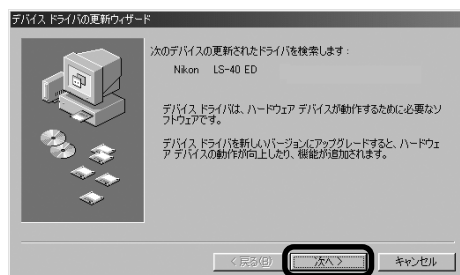 デバイス ドライバの更新ウィザード
次のデバイスの更新されたドライバを検索します :
Nikon LS-40 ED
デバイス ドライバは、ハードウェア デバイスが動作するために必要なソ
フトウェアです。
デバイス ドライバを新しいバージョンにアップグレードすると、ハードウェ
ア デバイスの動作が向上したり、機能が追加されます。
< 戻る(B)
次へ >
キャンセル